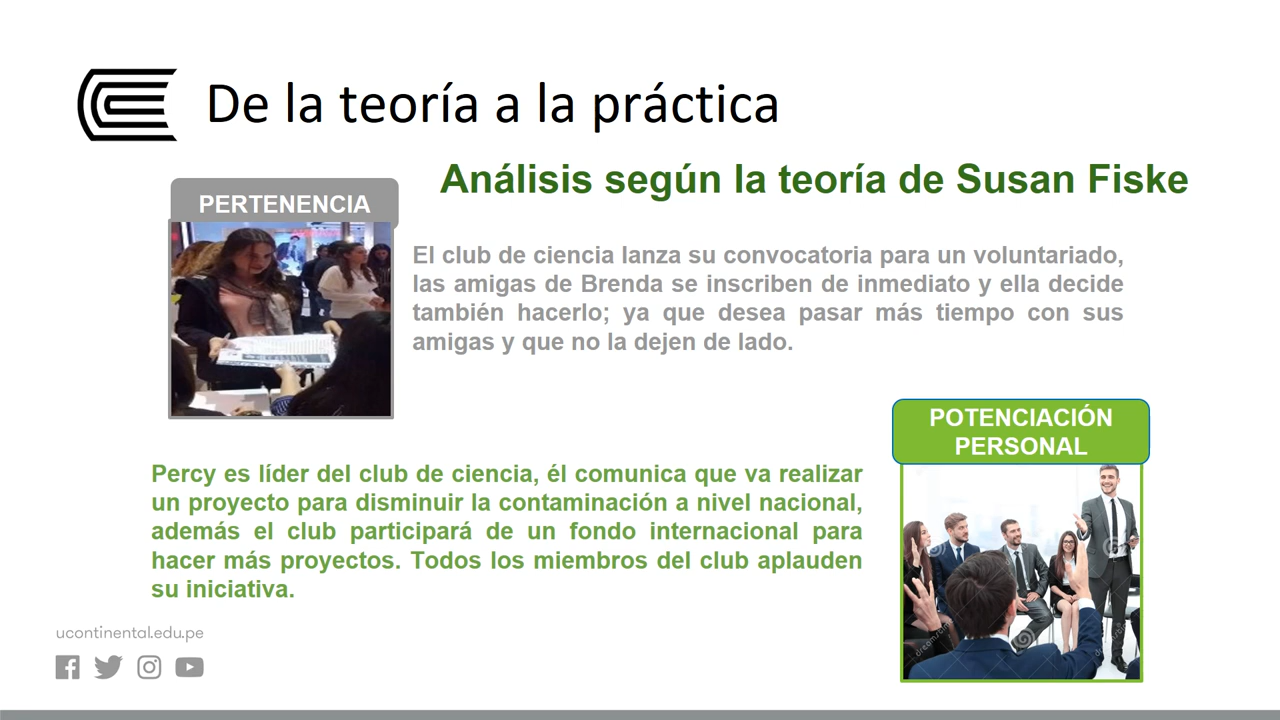 De la teoría a la práctica
Análisis según la teoría de Susan Fiske
PERTENENCIA
El club de ciencia lanza su convocatoria para un voluntariado,
las amigas de Brenda se inscriben de inmediato y ella decide
también hacerlo; ya que desea pasar más tiempo con sus
amigas y que no la dejen de lado.
POTENCIACIÓN
PERSONAL
Percy es líder del club de ciencia, él comunica que va realizar
un proyecto para disminuir la contaminación a nivel nacional,
además el club participará de un fondo internacional para
hacer más proyectos. Todos los miembros del club aplauden
su iniciativa.
ucontinental.edu.pe